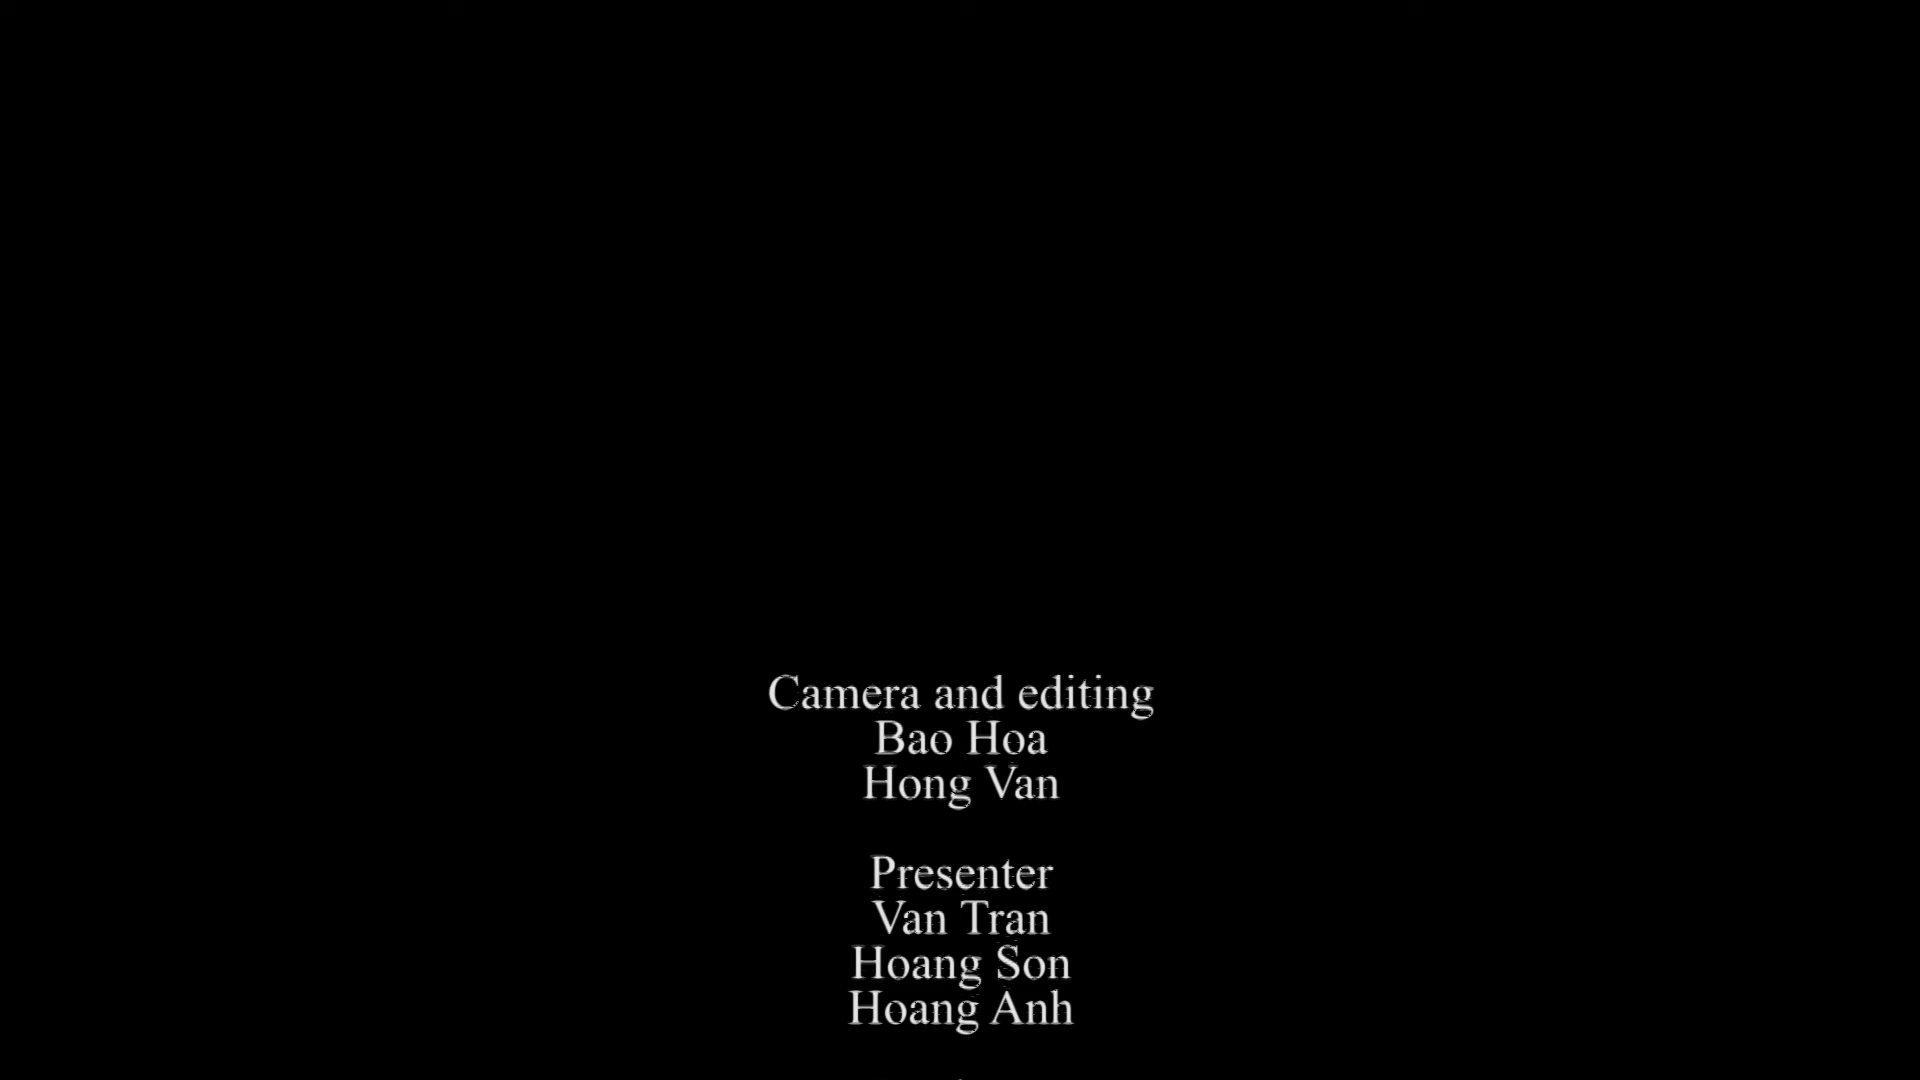 Camera and editing
Bao Hoa
Hong Van
Presenter
Van Tran
Hoang Son
Hoang Anh